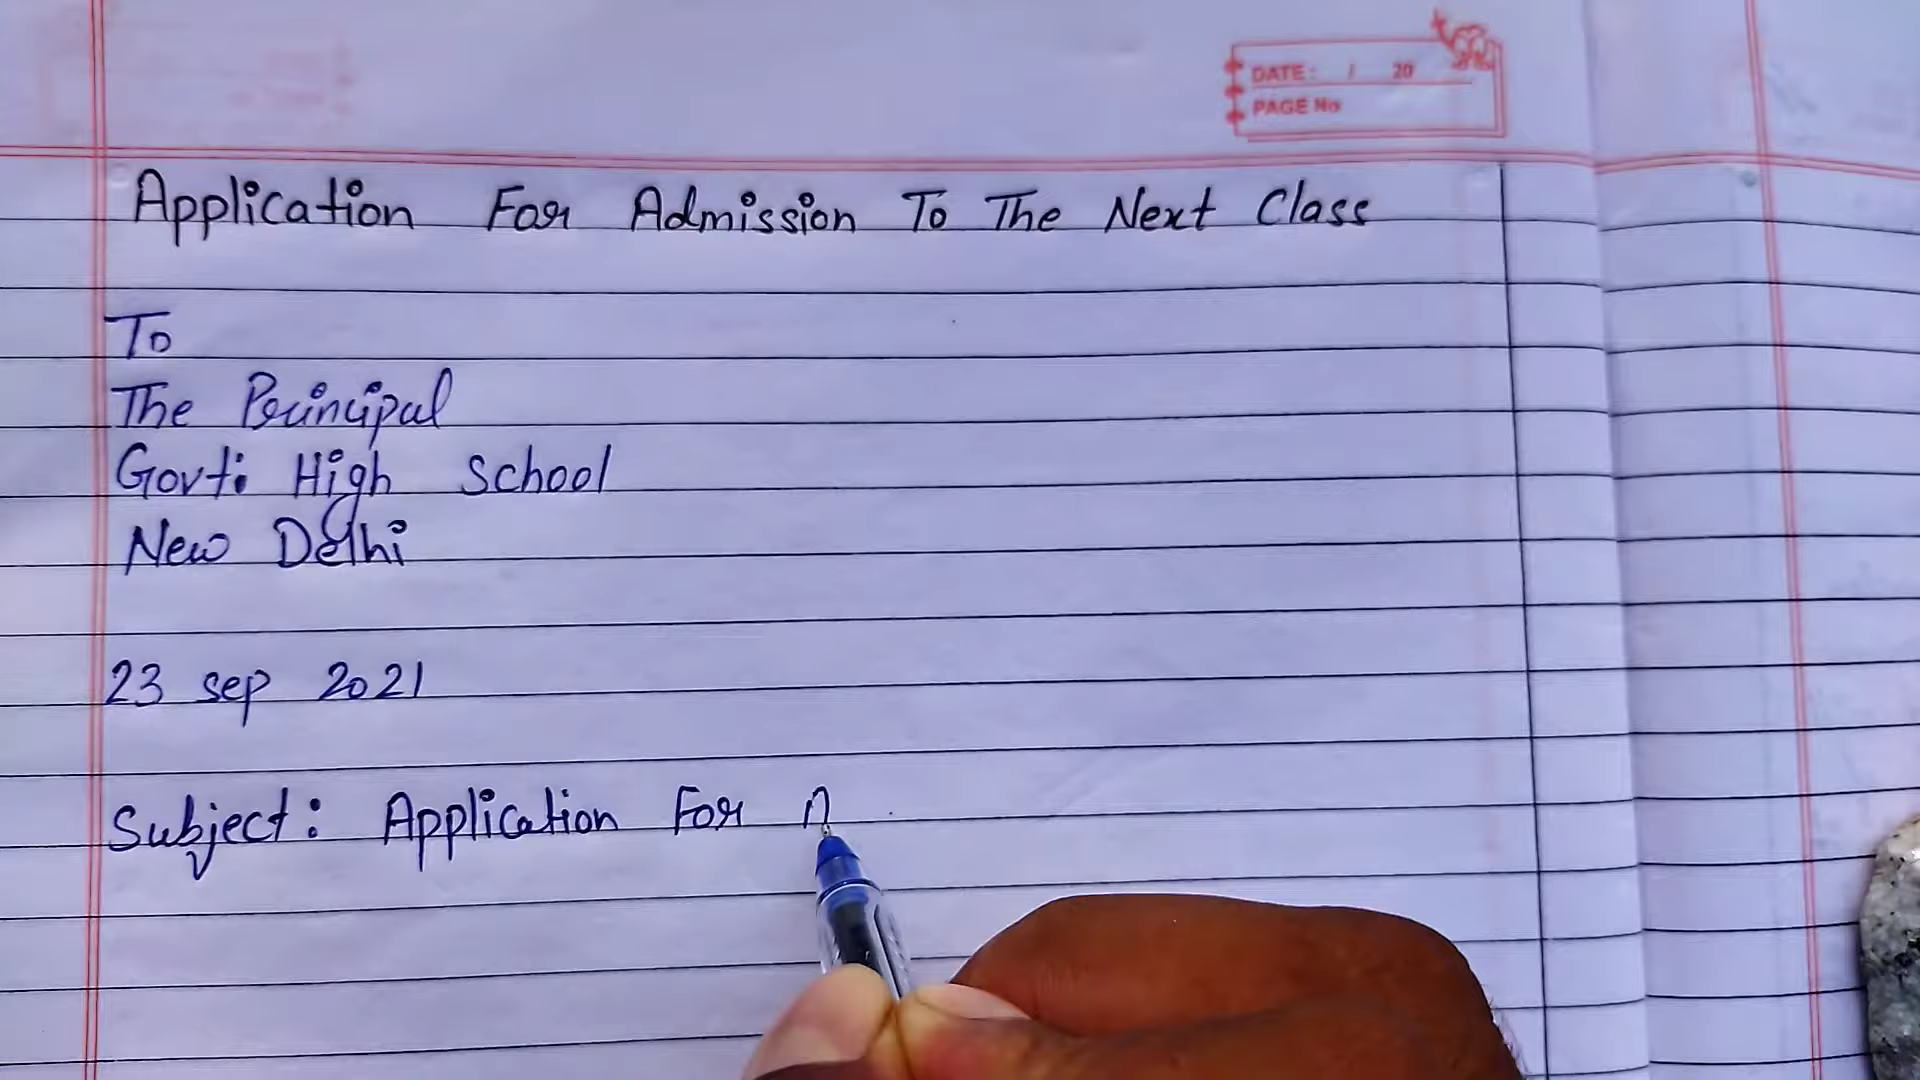 DATE: / 20
PAGE No
Application For Admission To The Next Class
To
The Principal
Govt. High School
New Delhi
23 sep 2021
Subject: Application For A